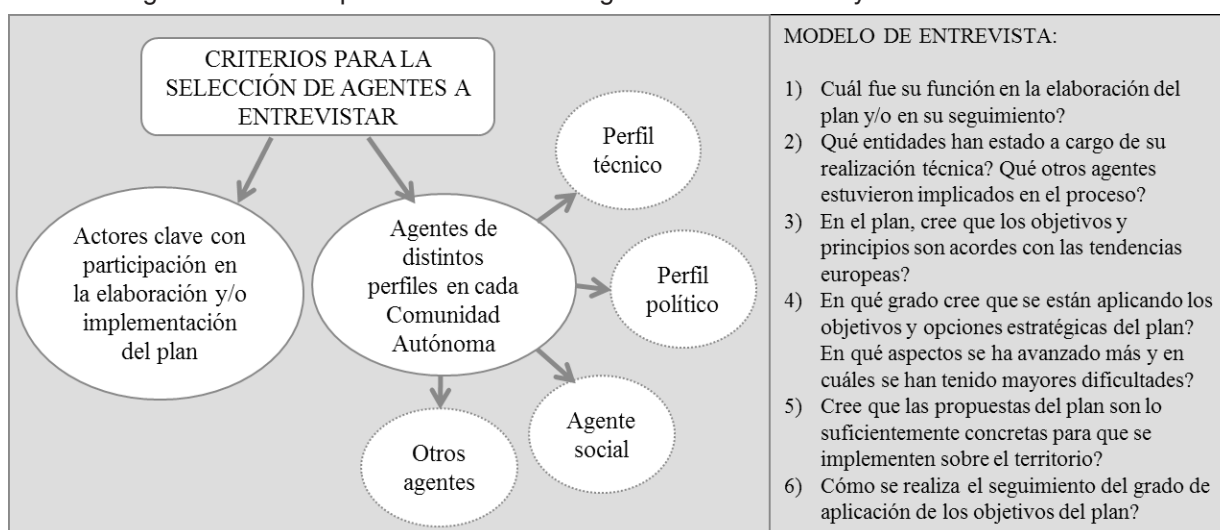 CRITERIOS PARA LA
SELECCIÓN DE AGENTES A
ENTREVISTAR
Actores clave con
participación en
la elaboración y/o
implementación
del plan
Agentes de
distintos
perfiles en cada
Comunidad
Autónoma
Perfil
técnico
Perfil
político
Agente
social
Otros
agentes
MODELO DE ENTREVISTA:
1) Cuál fue su función en la elaboración del
plan y/o en su seguimiento?
2) Qué entidades han estado a cargo de su
realización técnica? Qué otros agentes
estuvieron implicados en el proceso?
3) En el plan, cree que los objetivos y
principios son acordes con las tendencias
europeas?
4) En qué grado cree que se están aplicando los
objetivos y opciones estratégicas del plan?
En qué aspectos se ha avanzado más y en
cuáles se han tenido mayores dificultades?
5) Cree que las propuestas del plan son lo
suficientemente concretas para que se
implementen sobre el territorio?
6) Cómo se realiza el seguimiento del grado de
aplicación de los objetivos del plan?